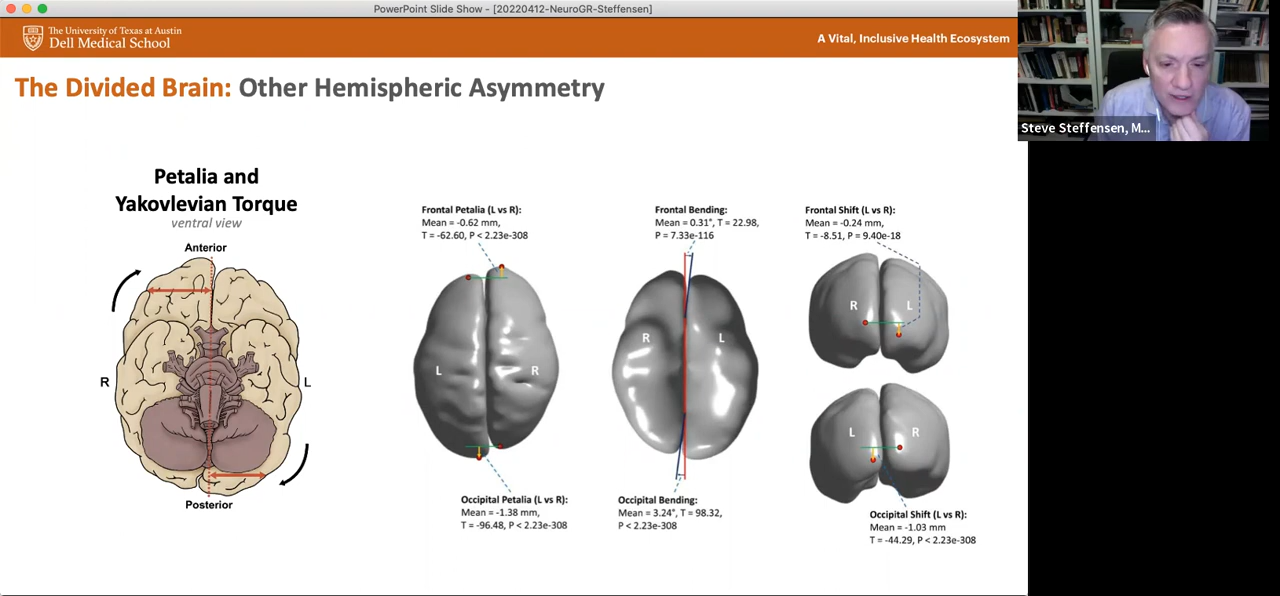 PowerPoint Slide Show - [20220412-NeuroGR-Steffensen]
The University of Texas at Austin
Dell Medical School
A Vital, Inclusive Health Ecosystem
Steve Steffensen, M...
The Divided Brain: Other Hemispheric Asymmetry
Petalia and
Yakovlevian Torque
ventral view
Anterior
R
L
Posterior
Frontal Petalia (L vs R):
Mean = -0.62 mm,
T = -62.60, P < 2.23e-308
L
R
Occipital Petalia (L vs R):
Mean = -1.38 mm,
T = -96.48, P < 2.23e-308
Frontal Bending:
Mean = 0.31°, T = 22.98,
P = 7.33e-116
R
L
Occipital Bending:
Mean = 3.24°, T = 98.32,
P < 2.23e-308
Frontal Shift (L vs R):
Mean = -0.24 mm,
T = -8.51, P = 9.40e-18
R
L
L
R
Occipital Shift (L vs R):
Mean = -1.03 mm
T = -44.29, P < 2.23e-308